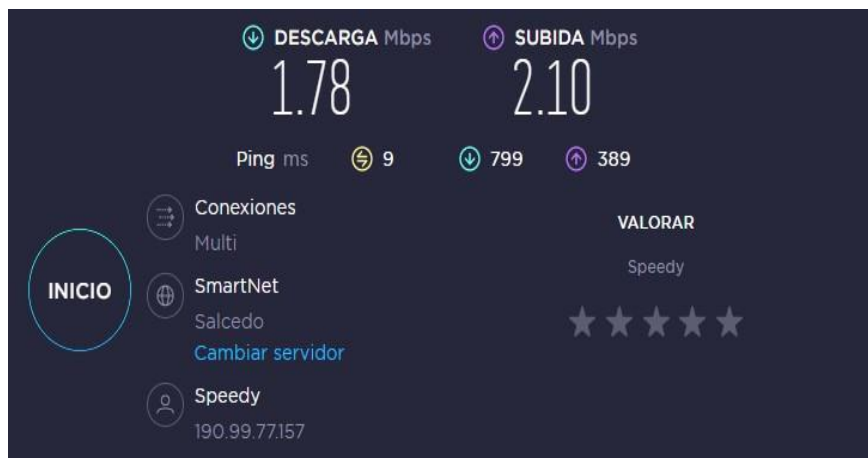 DESCARGA Mbps
SUBIDA Mbps
1.78
2.10
Ping ms 9 799 389
INICIO
Conexiones
Multi
SmartNet
Salcedo
Cambiar servidor
Speedy
190.99.77.157
VALORAR
Speedy